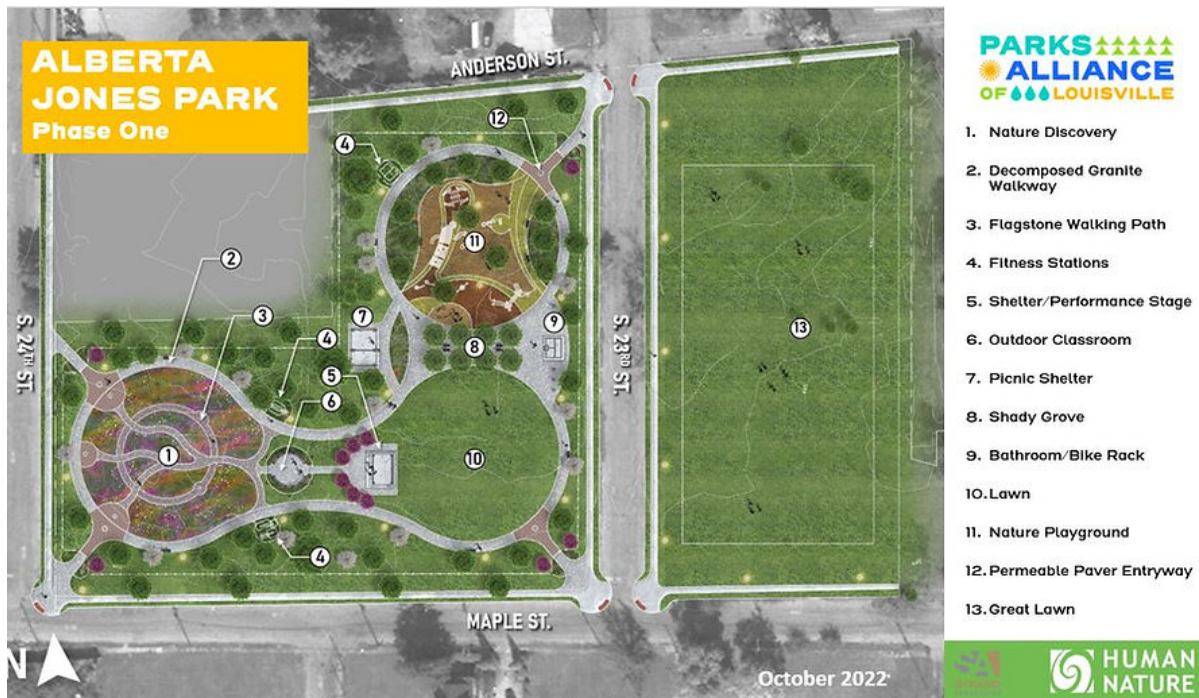 ALBERTA
JONES PARK
Phase One
ANDERSON ST.
S. 24TH ST.
S. 23RD ST.
MAPLE ST.
12
4
11
2
3
7
9
8
4
5
6
13
1
10
4
N
October 2022
PARKS
ALLIANCE
OF LOUISVILLE
1. Nature Discovery
2. Decomposed Granite
Walkway
3. Flagstone Walking Path
4. Fitness Stations
5. Shelter/Performance Stage
6. Outdoor Classroom
7. Picnic Shelter
8. Shady Grove
9. Bathroom/Bike Rack
10. Lawn
11. Nature Playground
12. Permeable Paver Entryway
13. Great Lawn
HUMAN
NATURE